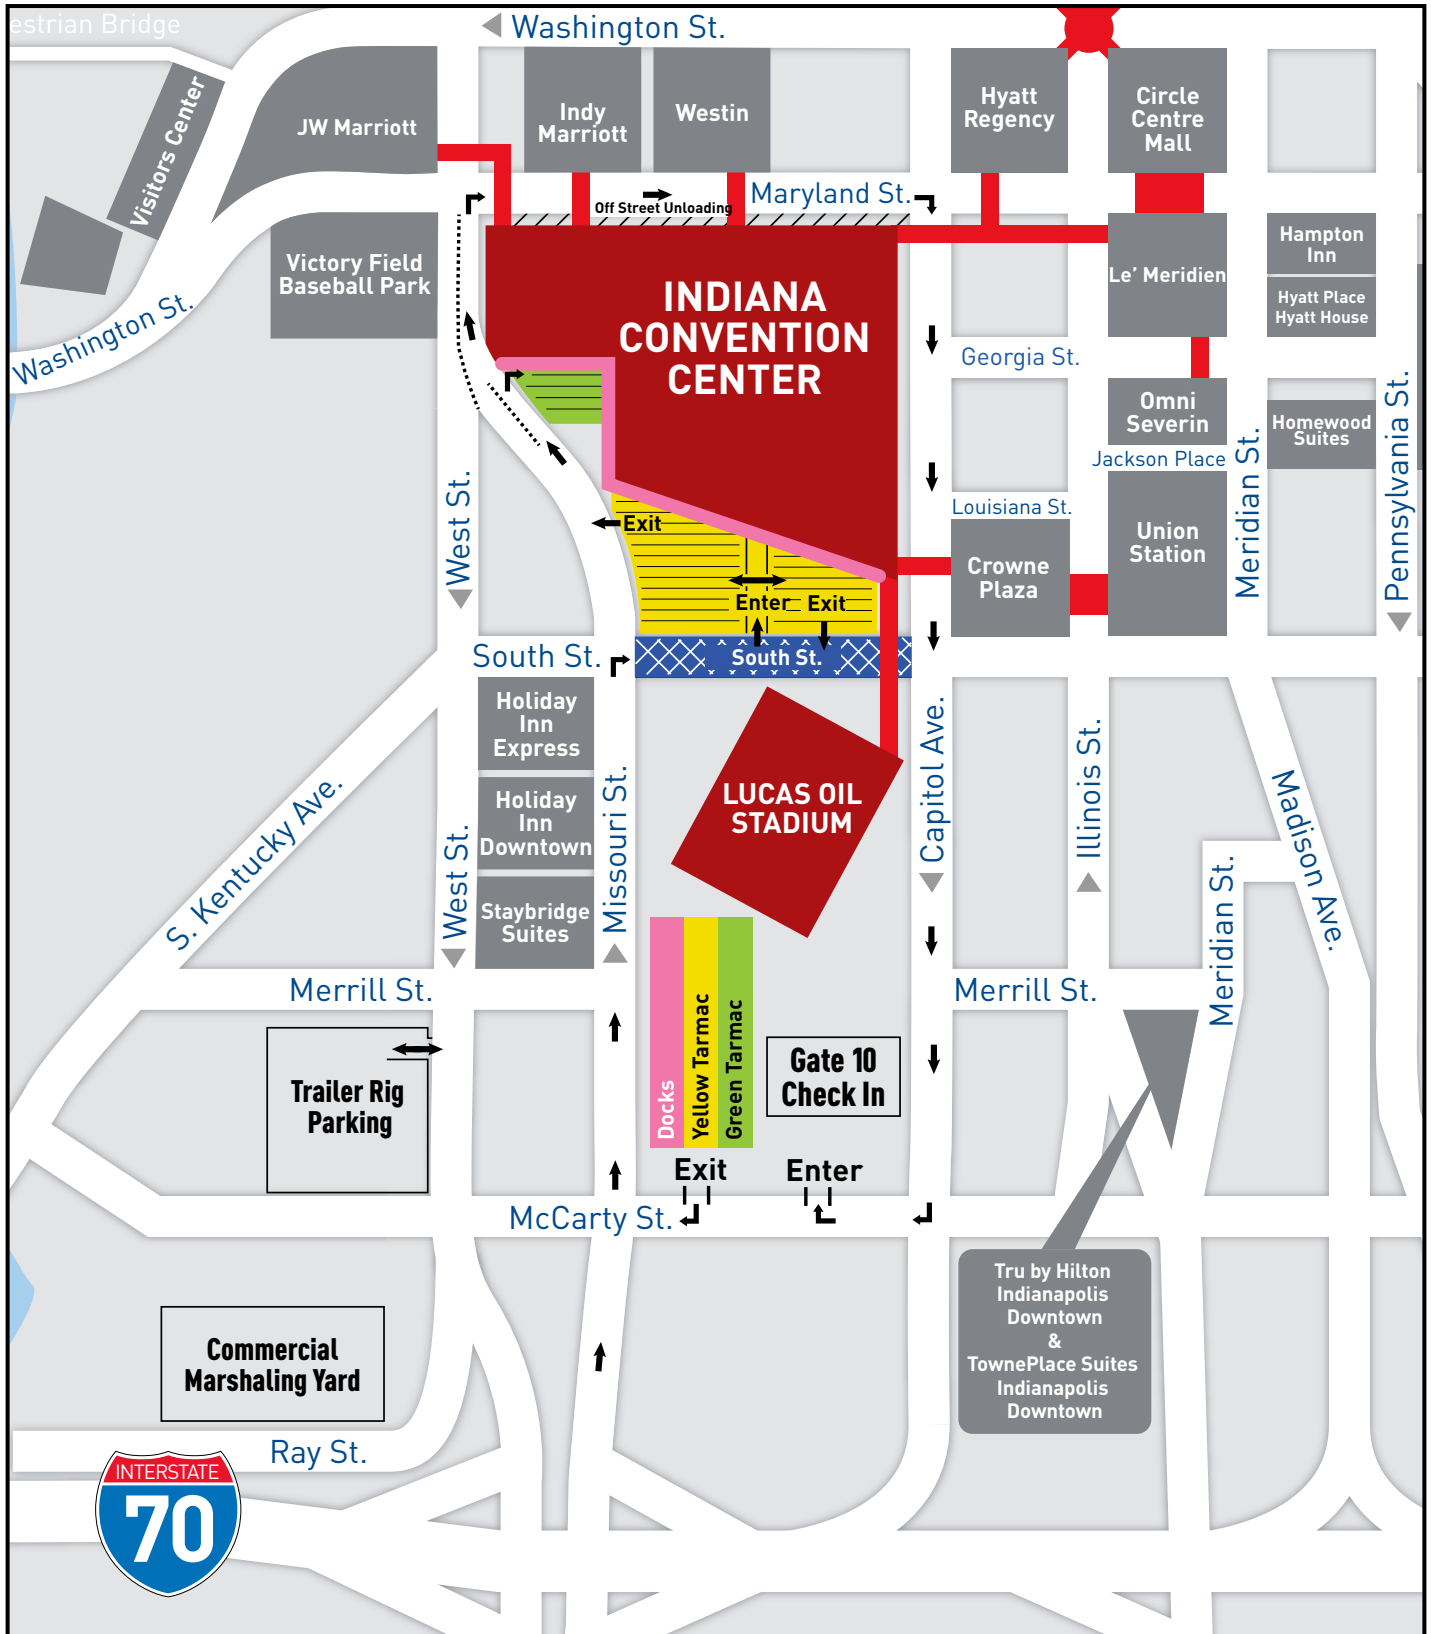 estrian Bridge
Washington St.
Visitors Center
JW Marriott
Indy
Marriott
Westin
Hyatt
Regency
Circle
Centre
Mall
Maryland St.
Off Street Unloading
Victory Field
Baseball Park
Washington St.
INDIANA
CONVENTION
CENTER
Le' Meridien
Hampton
Inn
Hyatt Place
Hyatt House
Georgia St.
Omni
Severin
Homewood
Suites
Jackson Place
Meridian St.
Pennsylvania St.
West St.
Louisiana St.
Union
Station
Crowne
Plaza
Exit
Enter
Exit
South St.
South St.
Holiday
Inn
Express
Holiday
Inn
Downtown
Staybridge
Suites
LUCAS OIL
STADIUM
S. Kentucky Ave.
West St.
Missouri St.
Capitol Ave.
Illinois St.
Madison Ave.
Meridian St.
Merrill St.
Merrill St.
Docks
Yellow Tarmac
Green Tarmac
Gate 10
Check In
Trailer Rig
Parking
Exit
Enter
McCarty St.
Tru by Hilton
Indianapolis
Downtown
&
TownePlace Suites
Indianapolis
Downtown
Commercial
Marshaling Yard
Ray St.
INTERSTATE
70